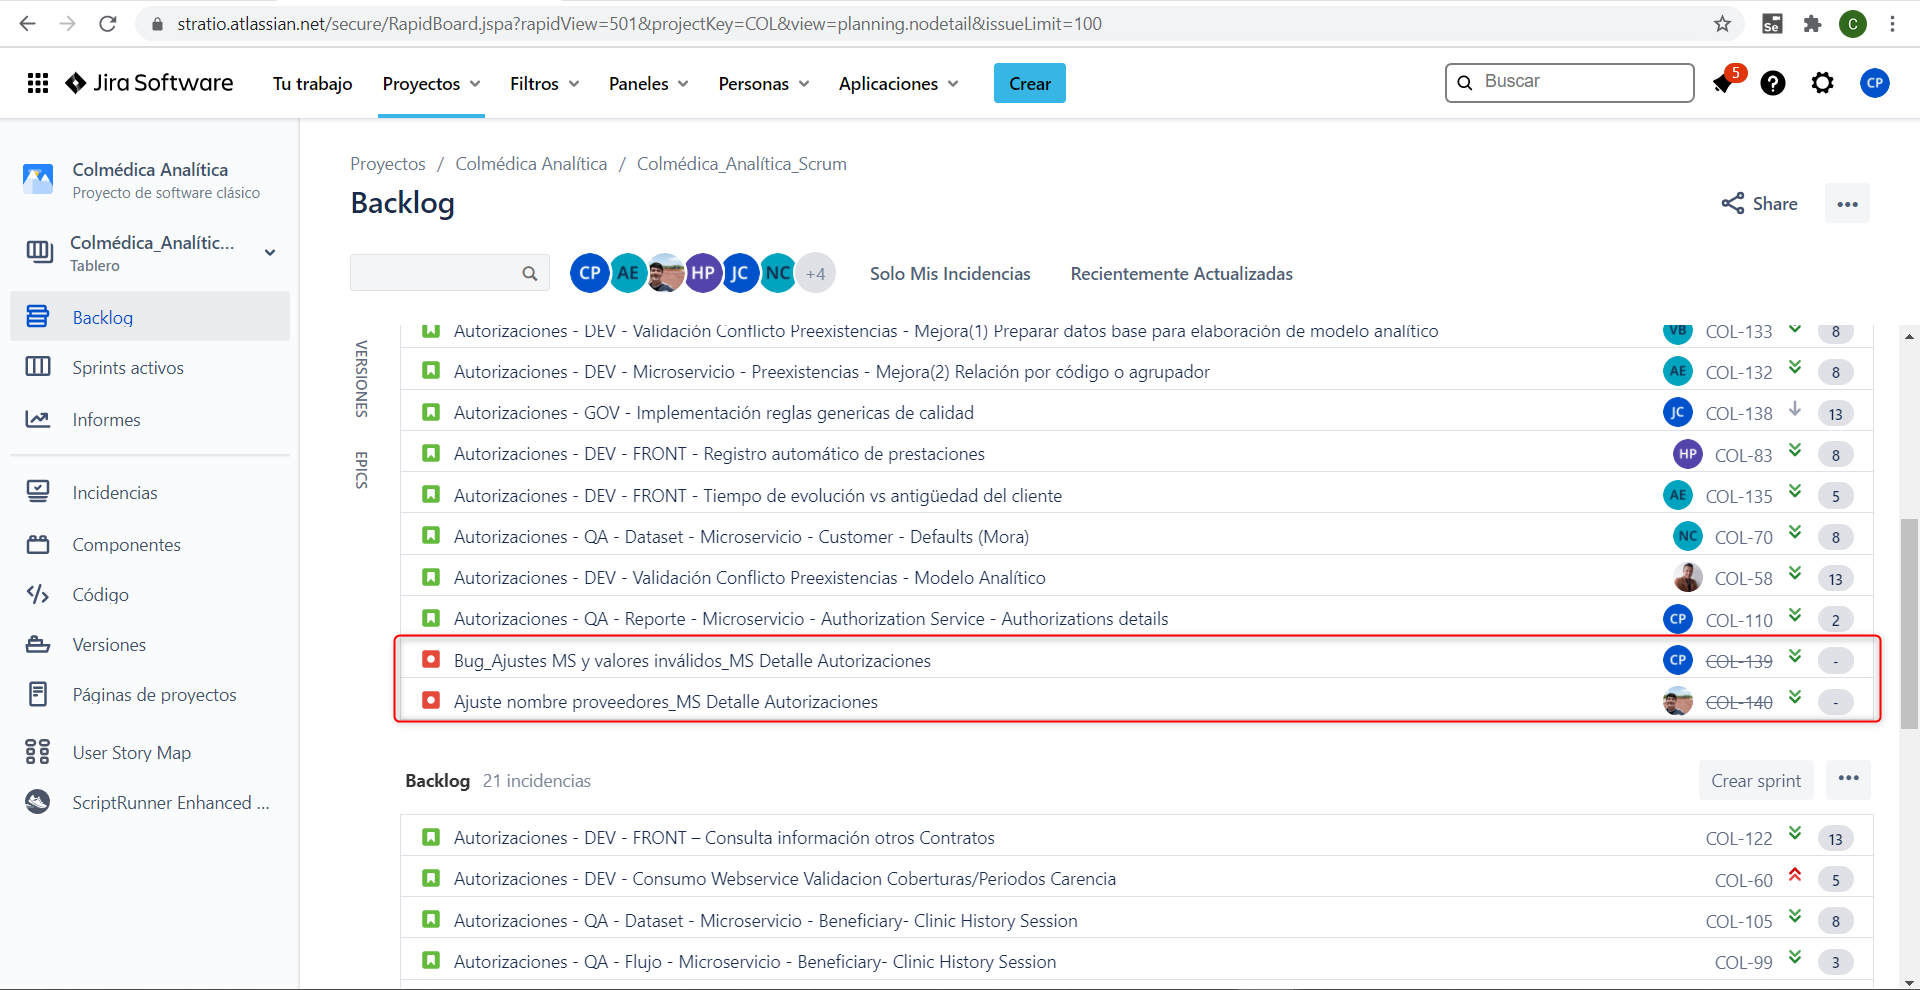 stratio.atlassian.net/secure/RapidBoard.jspa?rapidView=501&projectKey=COL&view=planning.nodetail&issueLimit=100
Se
C
Jira Software
Tu trabajo
Proyectos
Filtros
Paneles
Personas
Aplicaciones
Crear
Buscar
5
CP
Colmédica Analítica
Proyecto de software clásico
Colmédica_Analític...
Tablero
Backlog
Sprints activos
Informes
Incidencias
Componentes
Código
Versiones
Páginas de proyectos
User Story Map
ScriptRunner Enhanced ...
Proyectos / Colmédica Analítica / Colmédica_Analítica_Scrum
Backlog
Share
CP AE HP JC NC +4
Solo Mis Incidencias
Recientemente Actualizadas
VERSIONES
EPICS
Autorizaciones - DEV - Validación Conflicto Preexistencias - Mejora(1) Preparar datos base para elaboración de modelo analítico VB COL-133 8
Autorizaciones - DEV - Microservicio - Preexistencias - Mejora(2) Relación por código o agrupador AE COL-132 8
Autorizaciones - GOV - Implementación reglas genericas de calidad JC COL-138 13
Autorizaciones - DEV - FRONT - Registro automático de prestaciones HP COL-83 8
Autorizaciones - DEV - FRONT - Tiempo de evolución vs antigüedad del cliente AE COL-135 5
Autorizaciones - QA - Dataset - Microservicio - Customer - Defaults (Mora) NC COL-70 8
Autorizaciones - DEV - Validación Conflicto Preexistencias - Modelo Analítico COL-58 13
Autorizaciones - QA - Reporte - Microservicio - Authorization Service - Authorizations details CP COL-110 2
Bug_Ajustes MS y valores inválidos_MS Detalle Autorizaciones CP COL-139 -
Ajuste nombre proveedores_MS Detalle Autorizaciones COL-140 -
Backlog 21 incidencias
Crear sprint
Autorizaciones - DEV - FRONT – Consulta información otros Contratos COL-122 13
Autorizaciones - DEV - Consumo Webservice Validacion Coberturas/Periodos Carencia COL-60 5
Autorizaciones - QA - Dataset - Microservicio - Beneficiary- Clinic History Session COL-105 8
Autorizaciones - QA - Flujo - Microservicio - Beneficiary- Clinic History Session COL-99 3